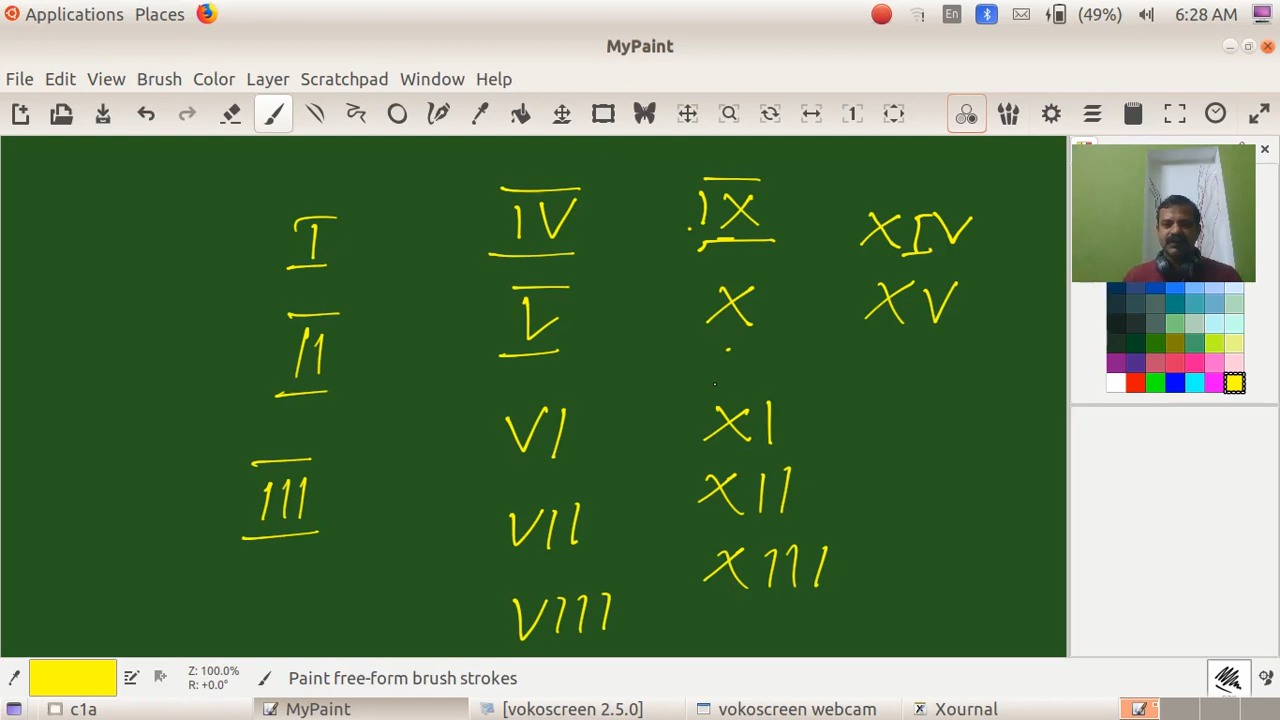 Applications Places En (49%) 6:28 AM
MyPaint
File Edit View Brush Color Layer Scratchpad Window Help
I
II
III
IV
V
VI
VII
VIII
IX
X
XI
XII
XIII
XIV
XV
Z: 100.0%
R: +0.0°
Paint free-form brush strokes
c1a MyPaint [vokoscreen 2.5.0] vokoscreen webcam Xournal